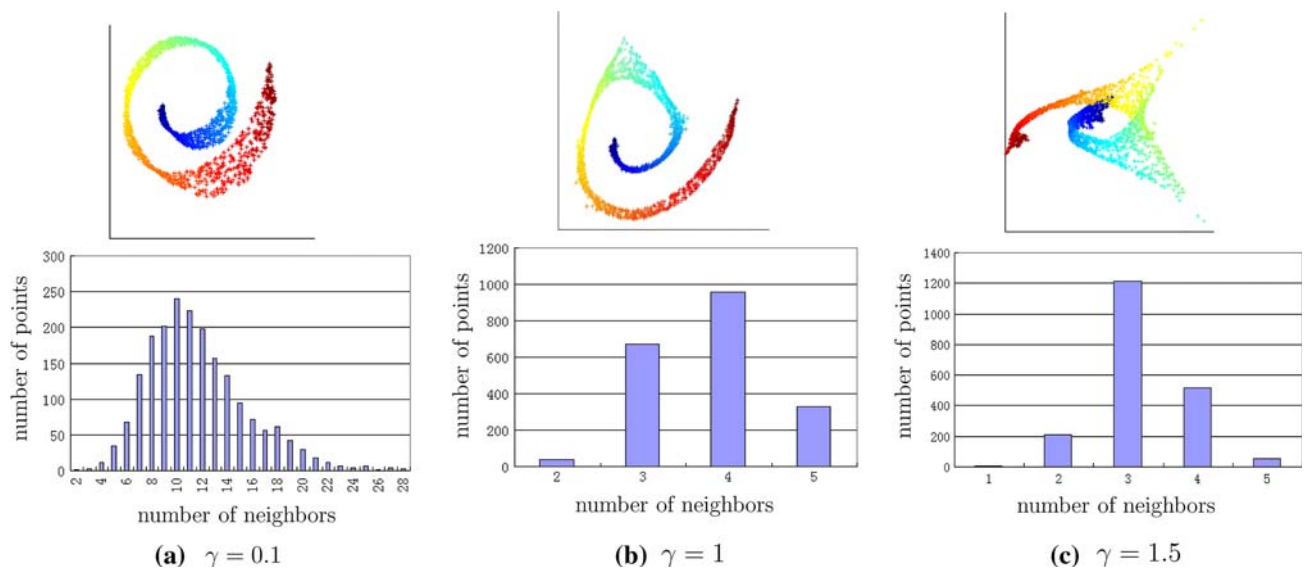 300
250
200
150
100
50
0
number of points
2 4 6 8 10 12 14 16 18 20 22 24 26 28
number of neighbors
(a) γ = 0.1
1200
1000
800
600
400
200
0
number of points
2 3 4 5
number of neighbors
(b) γ = 1
1400
1200
1000
800
600
400
200
0
number of points
1 2 3 4 5
number of neighbors
(c) γ = 1.5